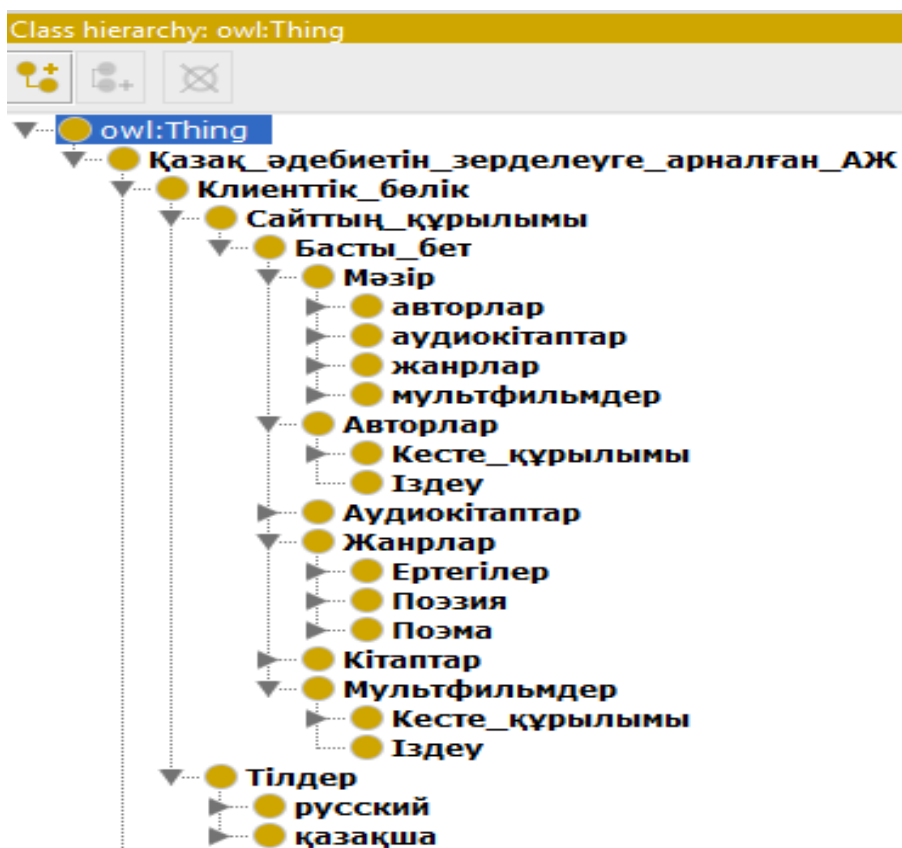 Class hierarchy: owl:Thing
owl:Thing
Қазақ_әдебиетін_зерделеуге_арналған_АЖ
Клиенттік_бөлік
Сайттың_құрылымы
Басты_бет
Мәзір
авторлар
аудиокітаптар
жанрлар
мультфильмдер
Авторлар
Кесте_құрылымы
Іздеу
Аудиокітаптар
Жанрлар
Ертегілер
Поэзия
Поэма
Кітаптар
Мультфильмдер
Кесте_құрылымы
Іздеу
Тілдер
русский
қазақша